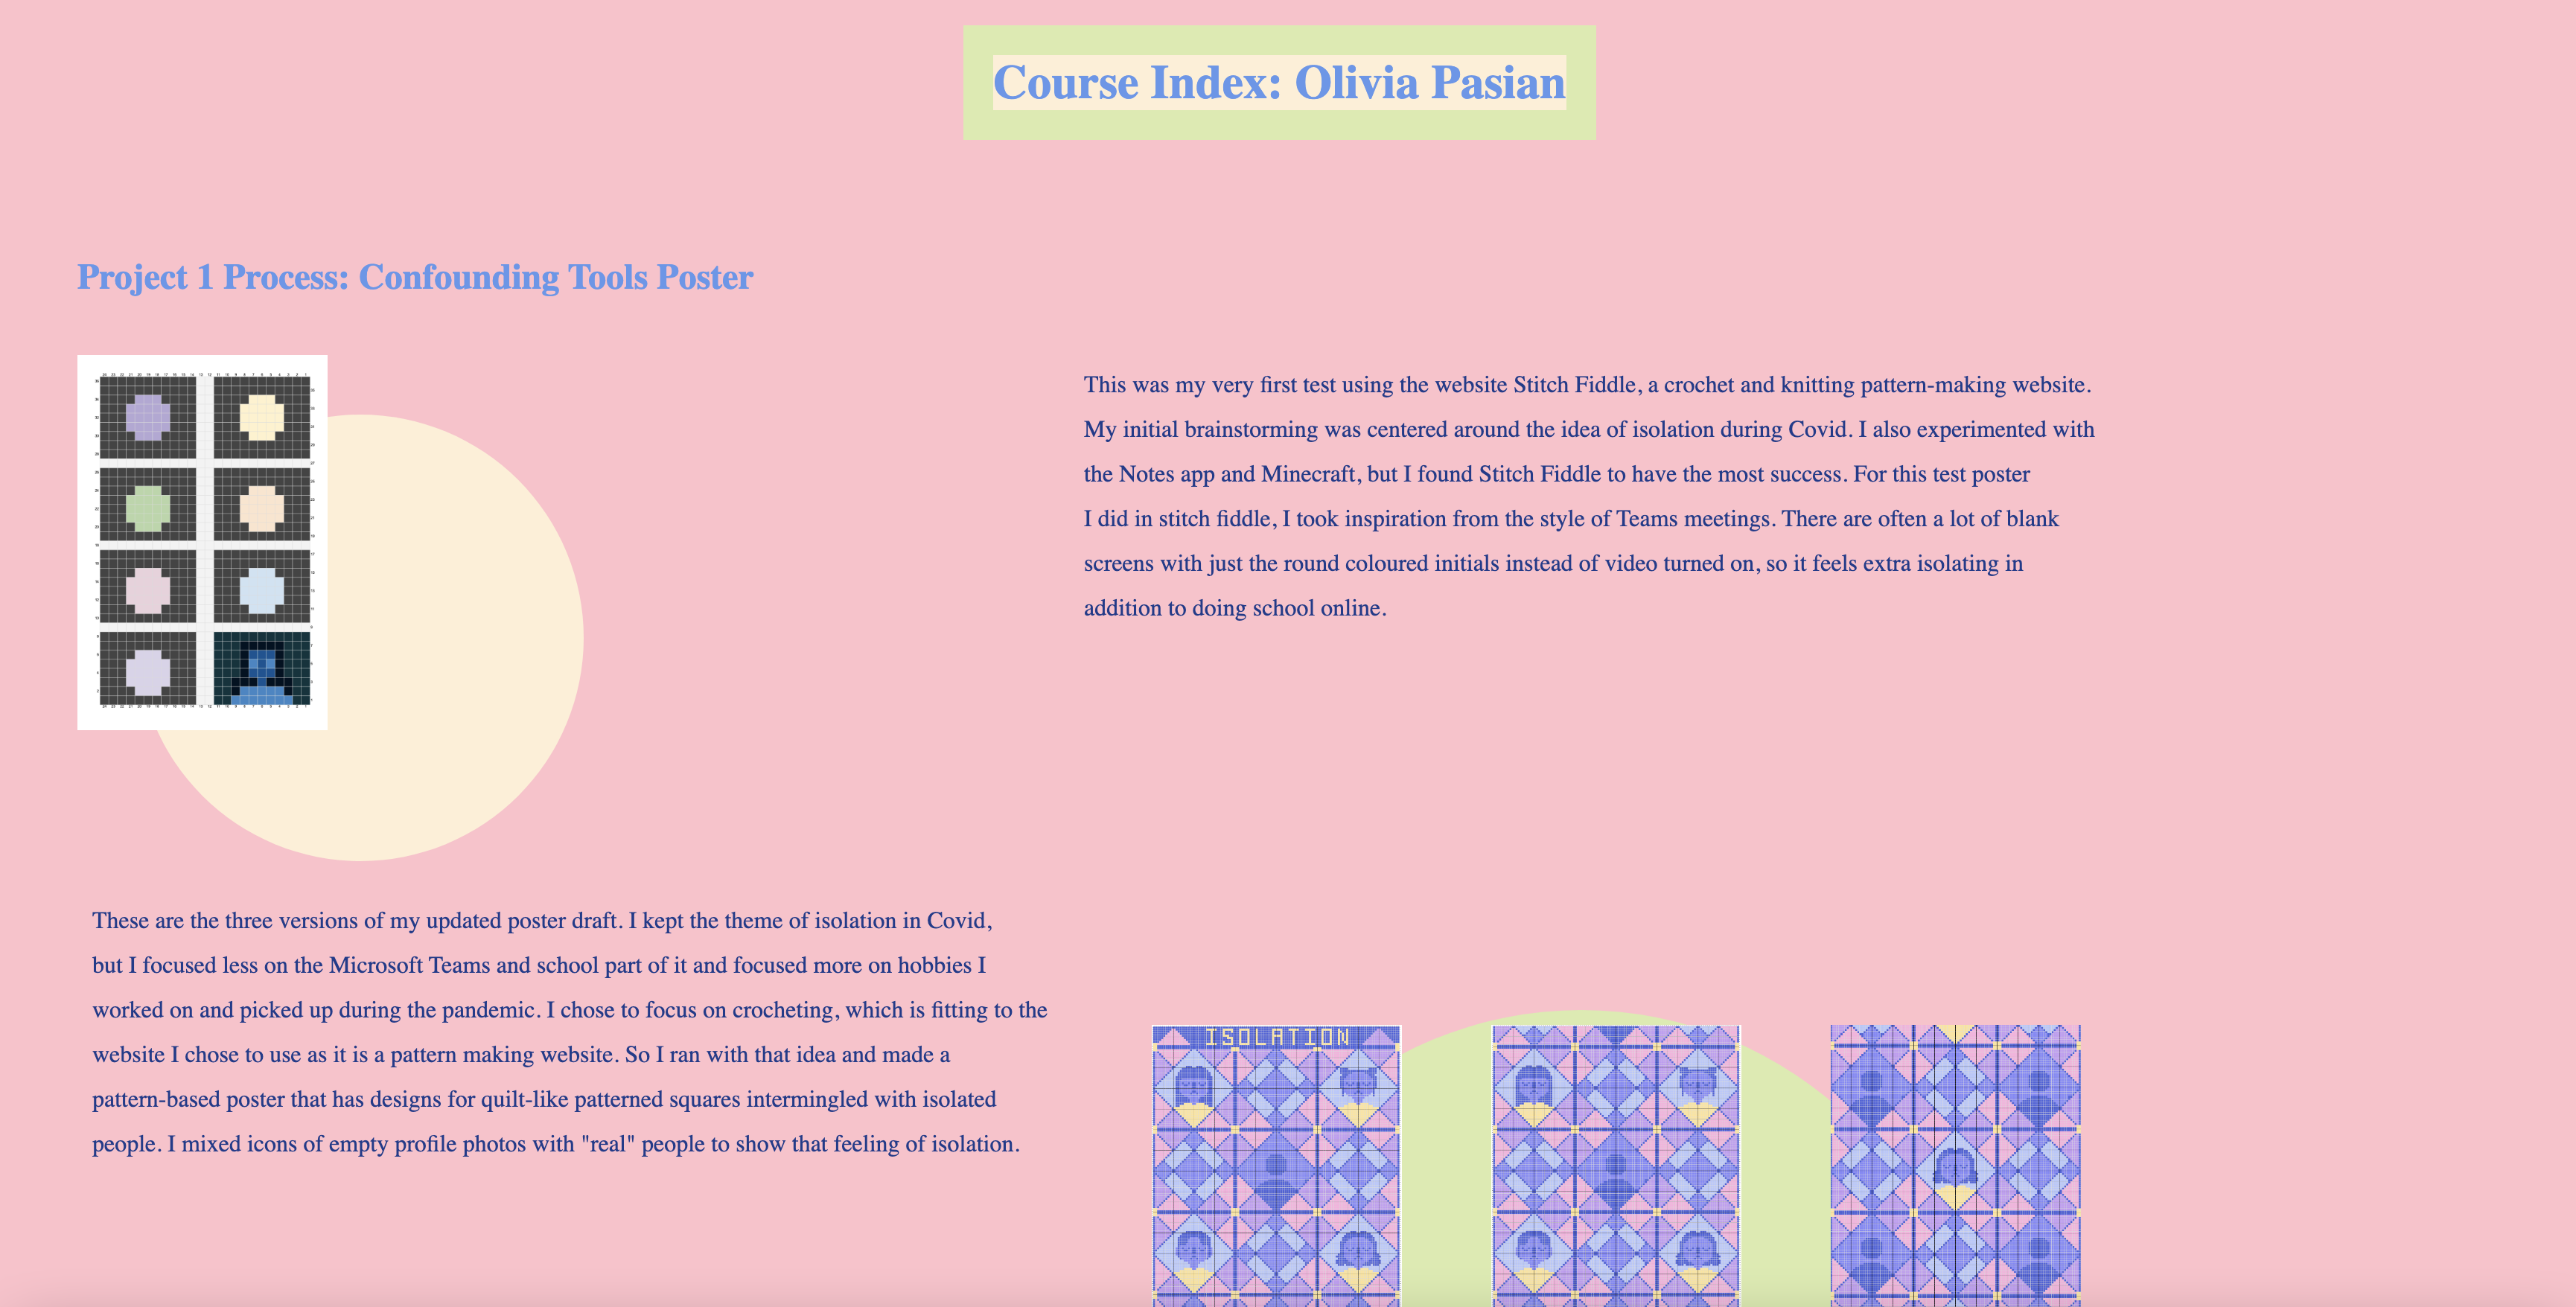 Course Index: Olivia Pasian
Project 1 Process: Confounding Tools Poster
This was my very first test using the website Stitch Fiddle, a crochet and knitting pattern-making website.
My initial brainstorming was centered around the idea of isolation during Covid. I also experimented with
the Notes app and Minecraft, but I found Stitch Fiddle to have the most success. For this test poster
I did in stitch fiddle, I took inspiration from the style of Teams meetings. There are often a lot of blank
screens with just the round coloured initials instead of video turned on, so it feels extra isolating in
addition to doing school online.
These are the three versions of my updated poster draft. I kept the theme of isolation in Covid,
but I focused less on the Microsoft Teams and school part of it and focused more on hobbies I
worked on and picked up during the pandemic. I chose to focus on crocheting, which is fitting to the
website I chose to use as it is a pattern making website. So I ran with that idea and made a
pattern-based poster that has designs for quilt-like patterned squares intermingled with isolated
people. I mixed icons of empty profile photos with "real" people to show that feeling of isolation.
ISOLATION